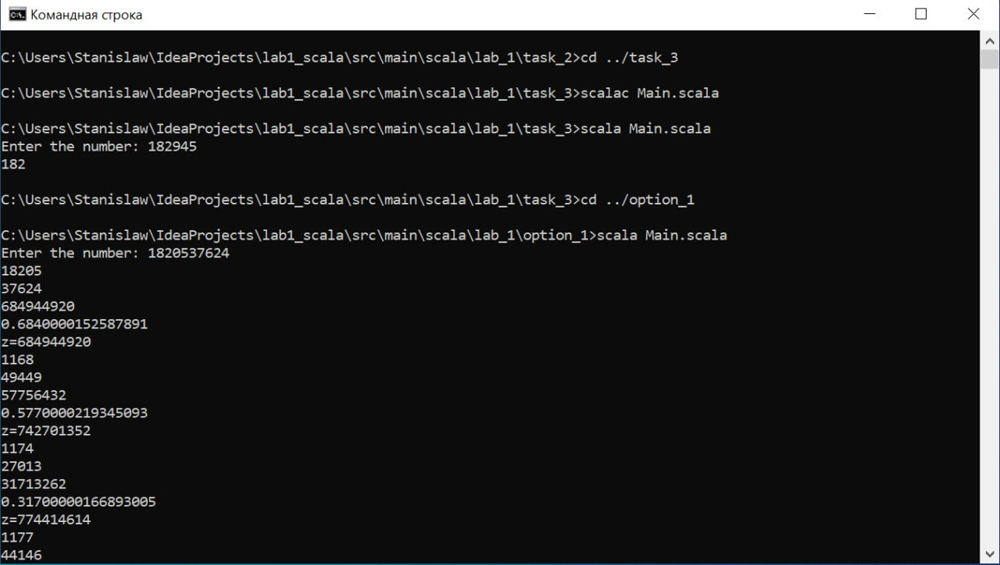 Командная строка
C:\Users\Stanislaw\IdeaProjects\lab1_scala\src\main\scala\lab_1\task_2>cd ../task_3
C:\Users\Stanislaw\IdeaProjects\lab1_scala\src\main\scala\lab_1\task_3>scalac Main.scala
C:\Users\Stanislaw\IdeaProjects\lab1_scala\src\main\scala\lab_1\task_3>scala Main.scala
Enter the number: 182945
182
C:\Users\Stanislaw\IdeaProjects\lab1_scala\src\main\scala\lab_1\task_3>cd ../option_1
C:\Users\Stanislaw\IdeaProjects\lab1_scala\src\main\scala\lab_1\option_1>scala Main.scala
Enter the number: 1820537624
18205
37624
684944920
0.6840000152587891
z=684944920
1168
49449
57756432
0.5770000219345093
z=742701352
1174
27013
31713262
0.31700000166893005
z=774414614
1177
44146